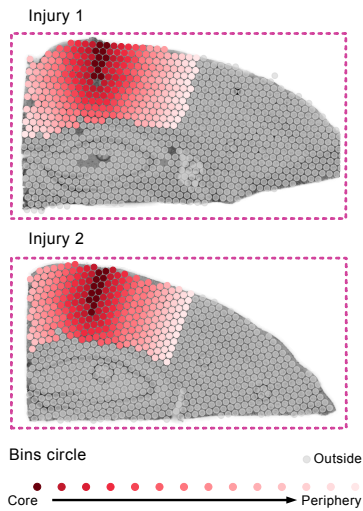 Injury 1
Injury 2
Bins circle
Outside
Core
Periphery